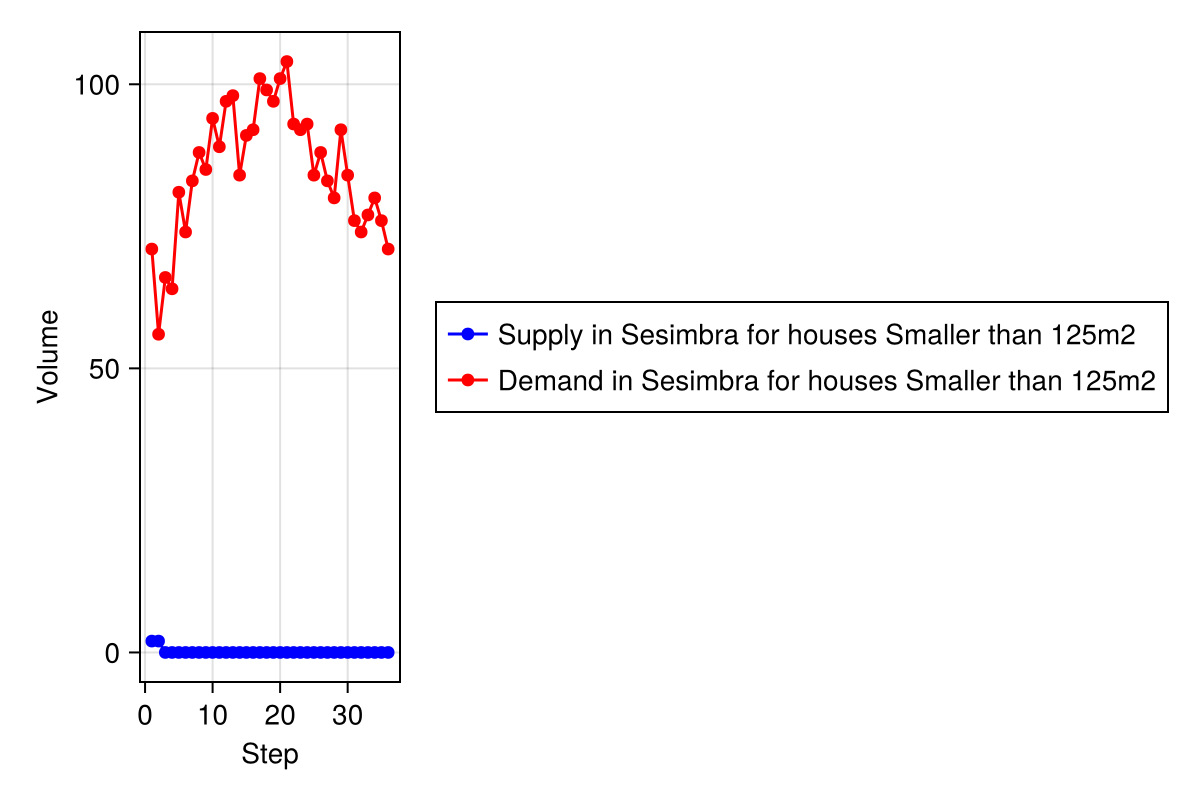 100
50
0
Volume
0 10 20 30
Step
Supply in Sesimbra for houses Smaller than 125m2
Demand in Sesimbra for houses Smaller than 125m2